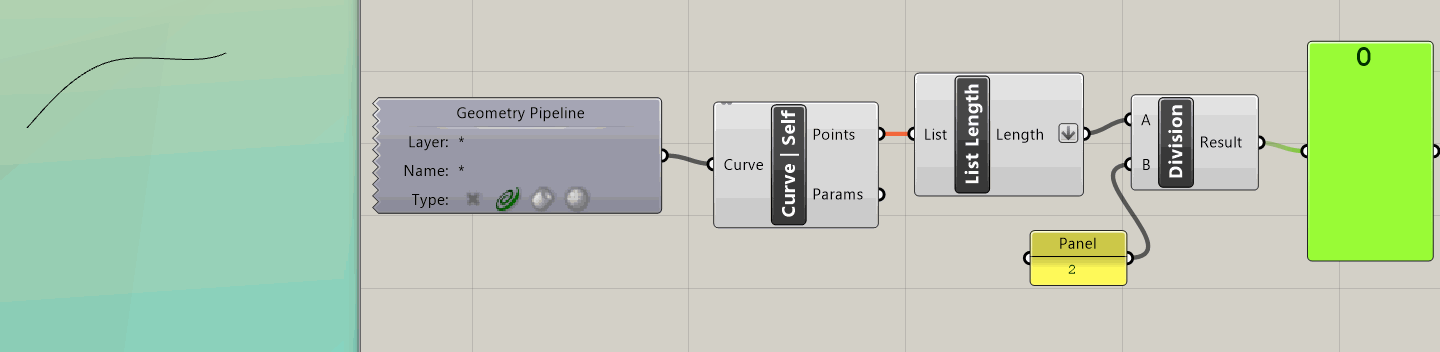 Geometry Pipeline
Layer: *
Name: *
Type:
Curve
Curve | Self
Points
Params
List
List Length
Length
A
B
Division
Result
Panel
2
0